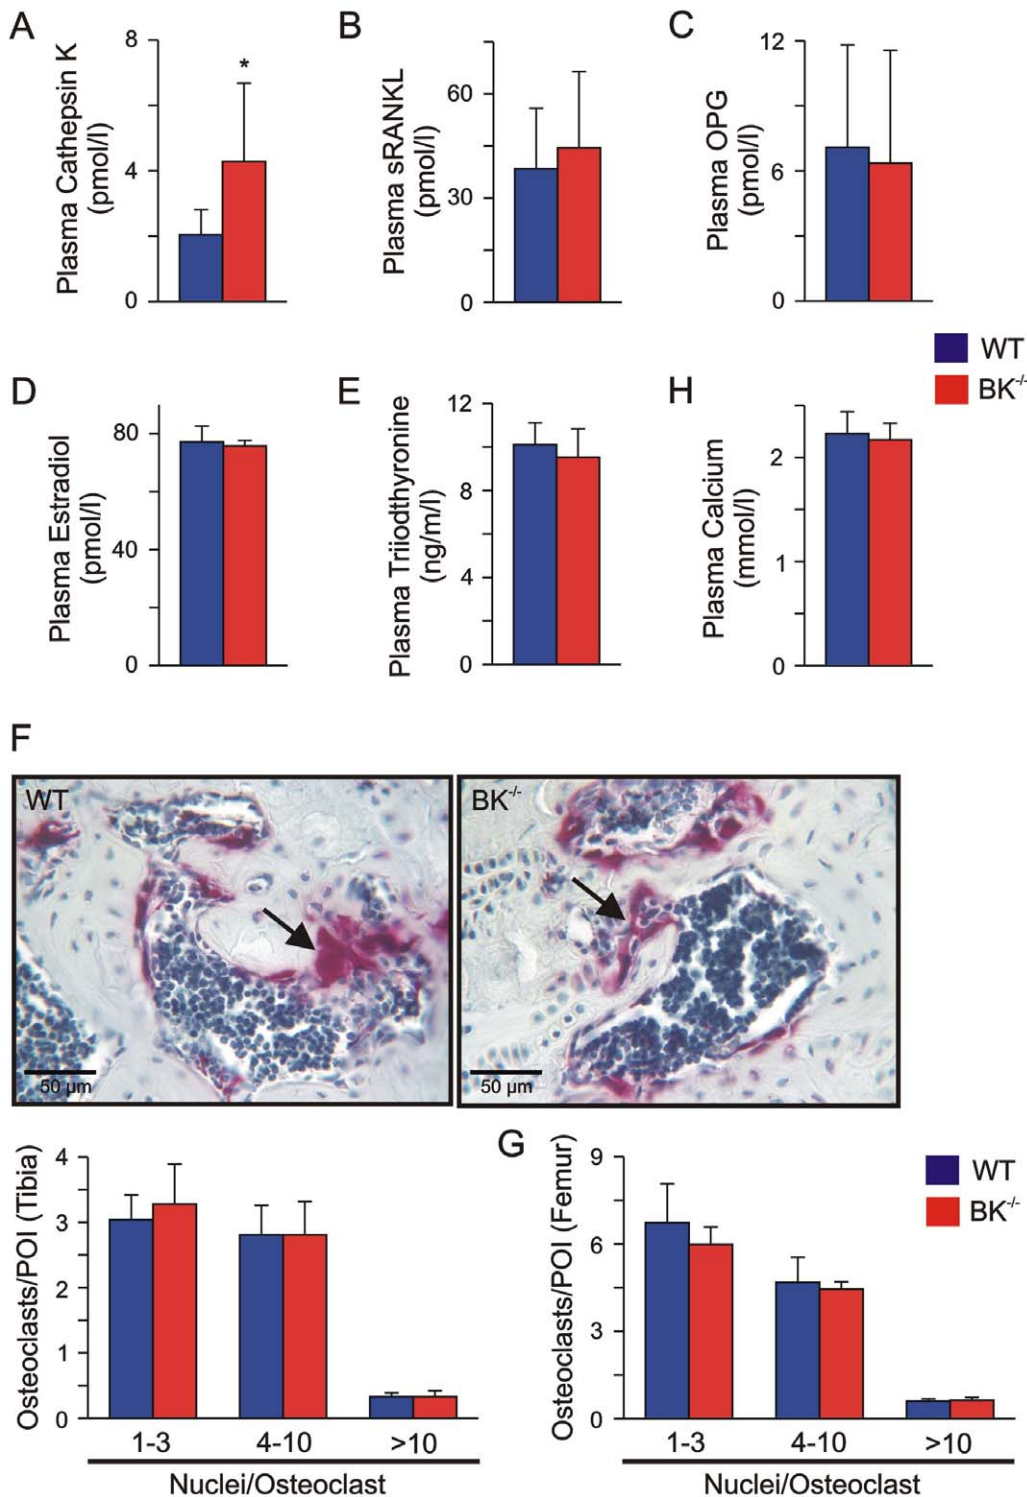 A
Plasma Cathepsin K
(pmol/l)
8
4
0
*
B
Plasma sRANKL
(pmol/l)
60
30
0
C
Plasma OPG
(pmol/l)
12
6
0
WT
BK-/-
D
Plasma Estradiol
(pmol/l)
80
40
0
E
Plasma Triiodthyronine
(ng/m/l)
12
8
4
0
H
Plasma Calcium
(mmol/l)
2
1
0
F
WT
50 µm
BK-/-
50 µm
Osteoclasts/POI (Tibia)
4
3
2
1
0
1-3 4-10 >10
Nuclei/Osteoclast
G
Osteoclasts/POI (Femur)
9
6
3
0
1-3 4-10 >10
Nuclei/Osteoclast
WT
BK-/-